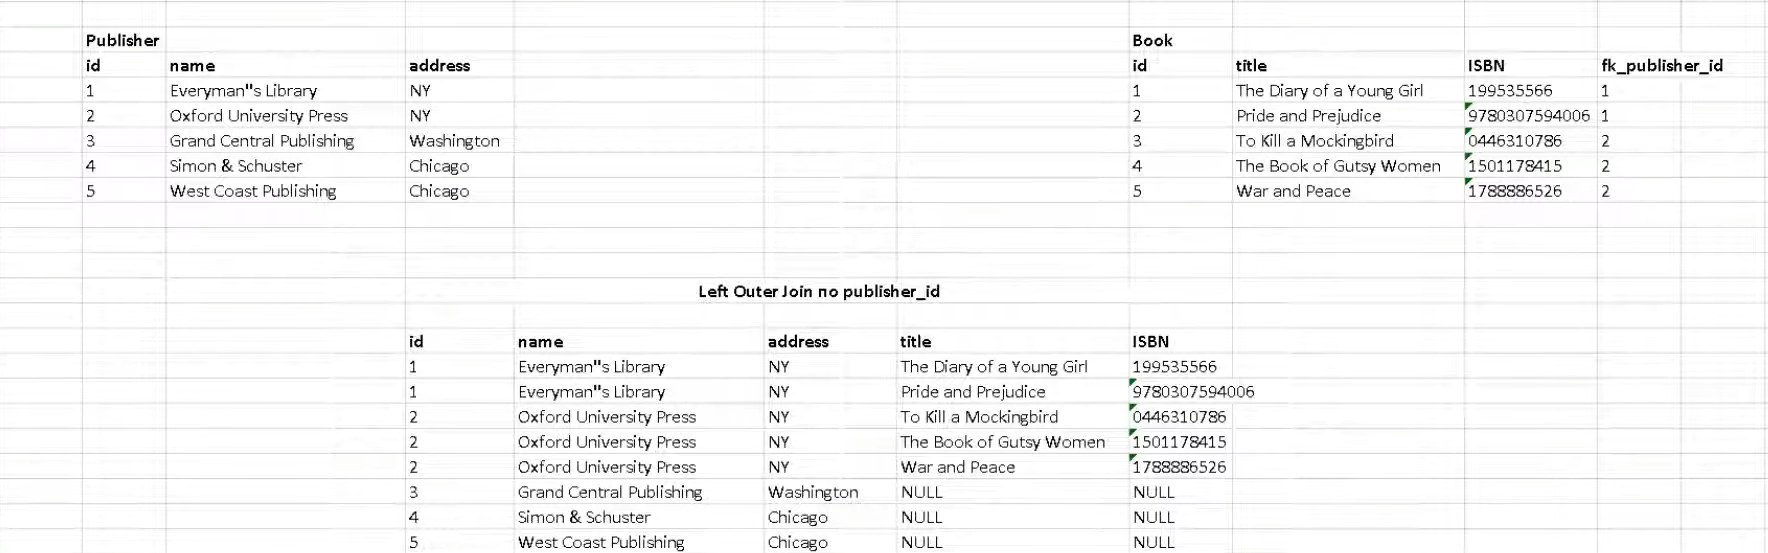 Publisher Book
id name address id title ISBN fk_publisher_id
1 Everyman"s Library NY 1 The Diary of a Young Girl 199535566 1
2 Oxford University Press NY 2 Pride and Prejudice 9780307594006 1
3 Grand Central Publishing Washington 3 To Kill a Mockingbird 0446310786 2
4 Simon & Schuster Chicago 4 The Book of Gutsy Women 1501178415 2
5 West Coast Publishing Chicago 5 War and Peace 1788886526 2
Left Outer Join no publisher_id
id name address title ISBN
1 Everyman"s Library NY The Diary of a Young Girl 199535566
1 Everyman"s Library NY Pride and Prejudice 9780307594006
2 Oxford University Press NY To Kill a Mockingbird 0446310786
2 Oxford University Press NY The Book of Gutsy Women 1501178415
2 Oxford University Press NY War and Peace 1788886526
3 Grand Central Publishing Washington NULL NULL
4 Simon & Schuster Chicago NULL NULL
5 West Coast Publishing Chicago NULL NULL